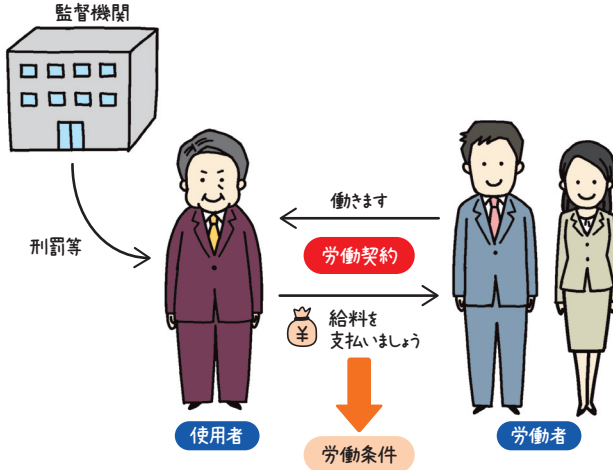 監督機関
刑罰等
働きます
労働契約
¥
給料を
支払いましょう
使用者
労働者
労働条件